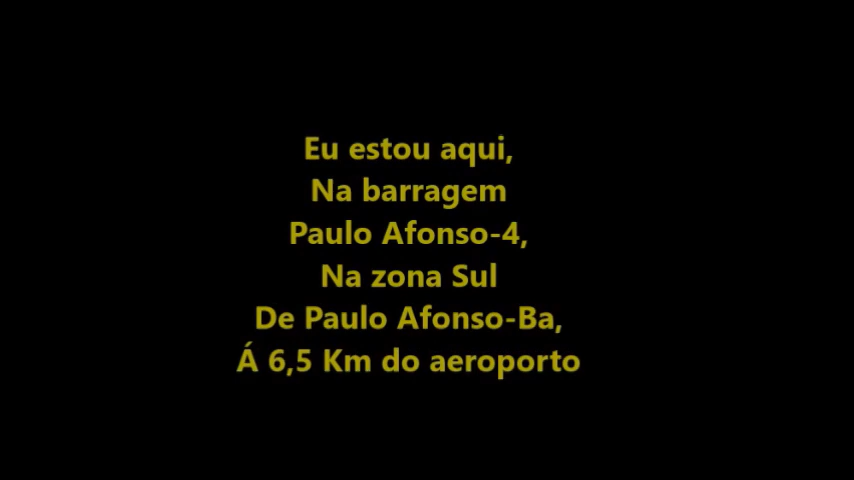 Eu estou aqui,
Na barragem
Paulo Afonso-4,
Na zona Sul
De Paulo Afonso-Ba,
Á 6,5 Km do aeroporto